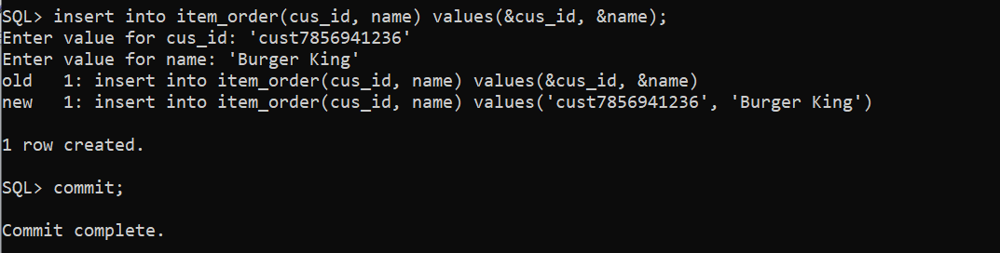 SQL> insert into item_order(cus_id, name) values(&cus_id, &name);
Enter value for cus_id: 'cust7856941236'
Enter value for name: 'Burger King'
old   1: insert into item_order(cus_id, name) values(&cus_id, &name)
new   1: insert into item_order(cus_id, name) values('cust7856941236', 'Burger King')
1 row created.
SQL> commit;
Commit complete.